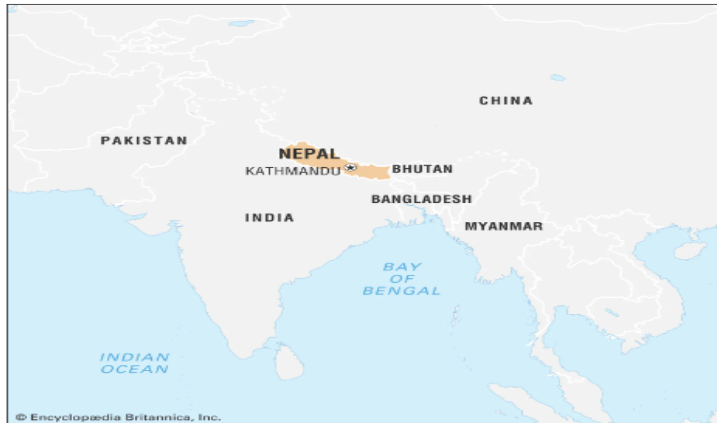 CHINA
PAKISTAN
NEPAL
KATHMANDU
BHUTAN
BANGLADESH
INDIA
MYANMAR
BAY
OF
BENGAL
INDIAN
OCEAN
© Encyclopædia Britannica, Inc.